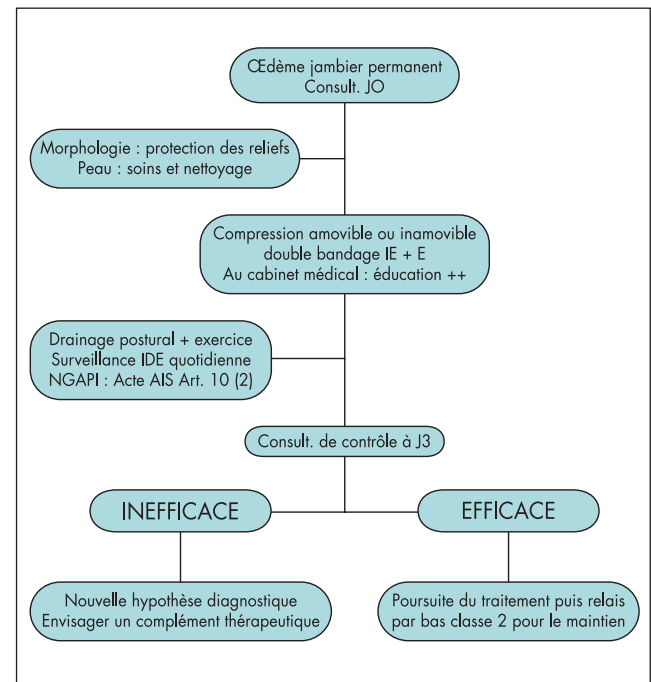 Œdème jambier permanent
Consult. JO
Morphologie : protection des reliefs
Peau : soins et nettoyage
Compression amovible ou inamovible
double bandage IE + E
Au cabinet médical : éducation ++
Drainage postural + exercice
Surveillance IDE quotidienne
NGAPI : Acte AIS Art. 10 (2)
Consult. de contrôle à J3
INEFFICACE
EFFICACE
Nouvelle hypothèse diagnostique
Envisager un complément thérapeutique
Poursuite du traitement puis relais
par bas classe 2 pour le maintien